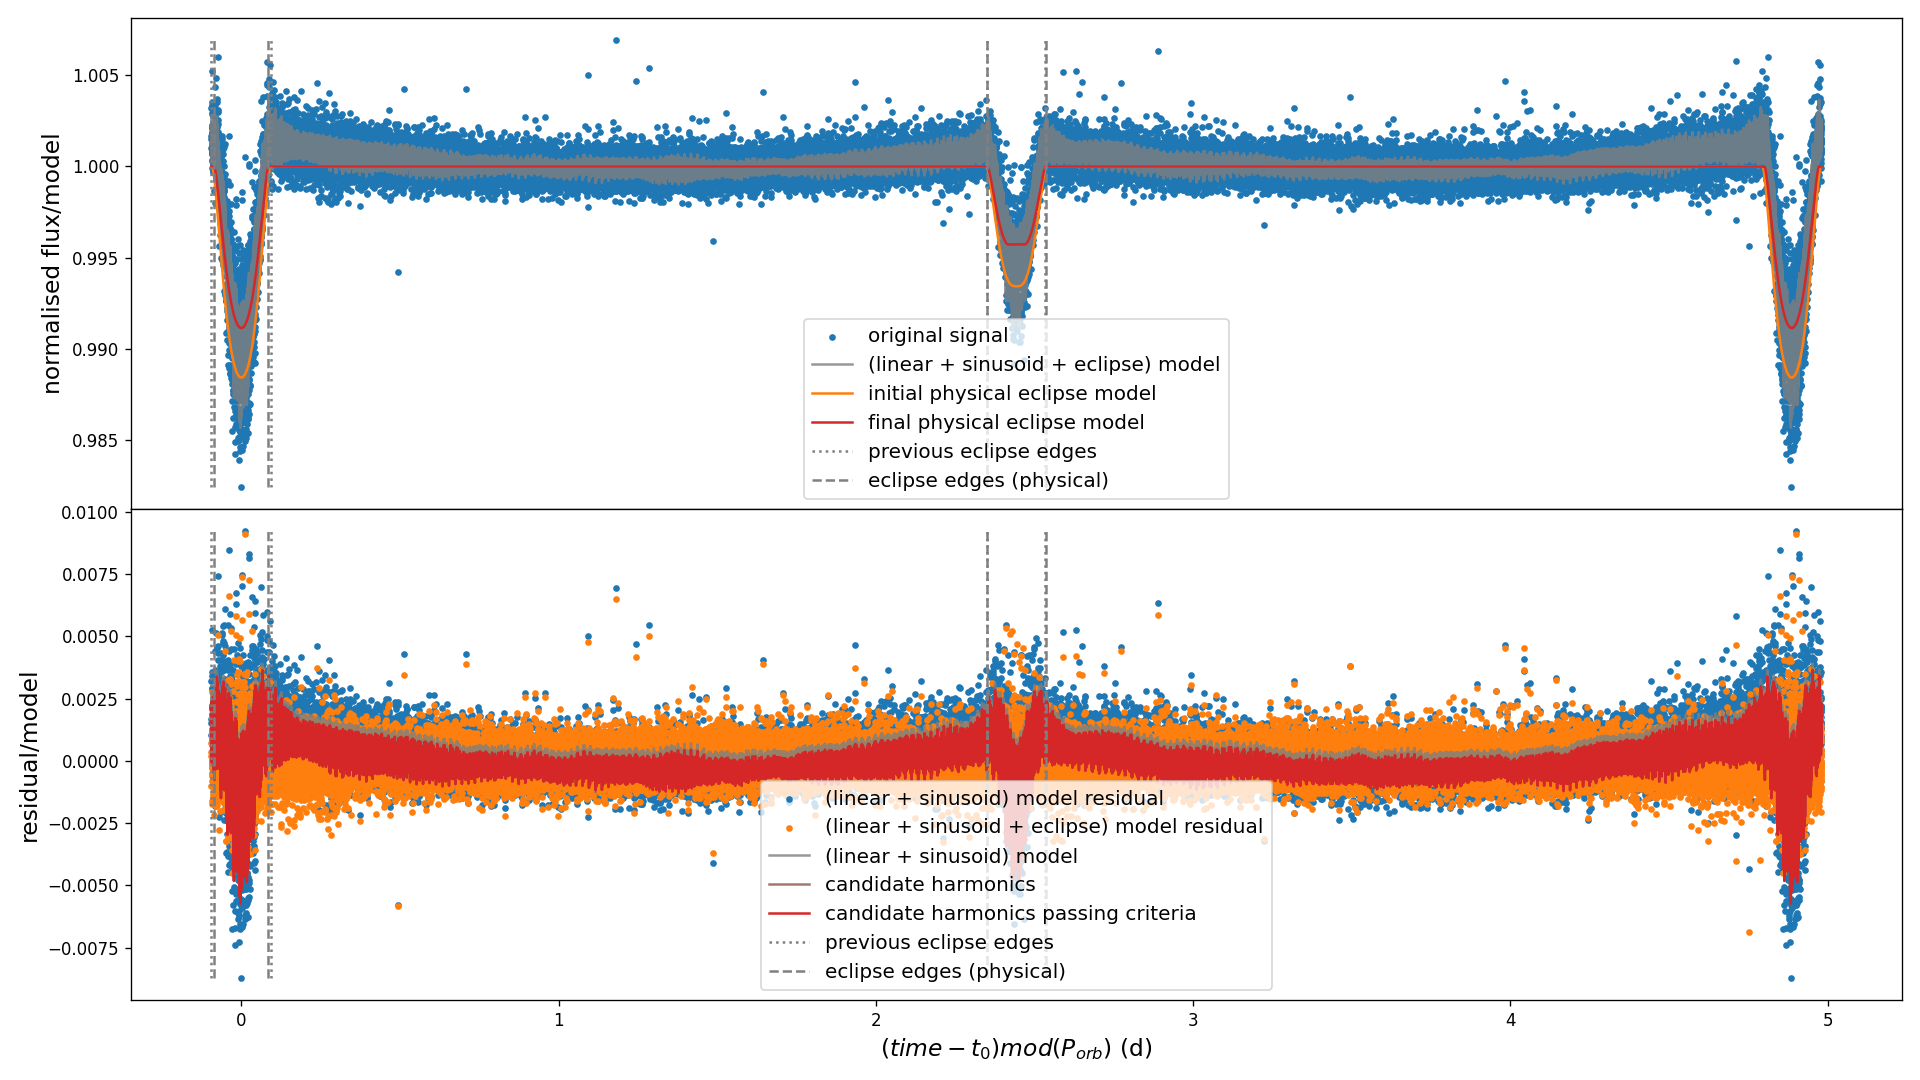 normalised flux/model
1.005
1.000
0.995
0.990
0.985
original signal
(linear + sinusoid + eclipse) model
initial physical eclipse model
final physical eclipse model
previous eclipse edges
eclipse edges (physical)
residual/model
0.0100
0.0075
0.0050
0.0025
0.0000
−0.0025
−0.0050
−0.0075
(linear + sinusoid) model residual
(linear + sinusoid + eclipse) model residual
(linear + sinusoid) model
candidate harmonics
candidate harmonics passing criteria
previous eclipse edges
eclipse edges (physical)
0 1 2 3 4 5
(time − t₀)mod(P_orb) (d)